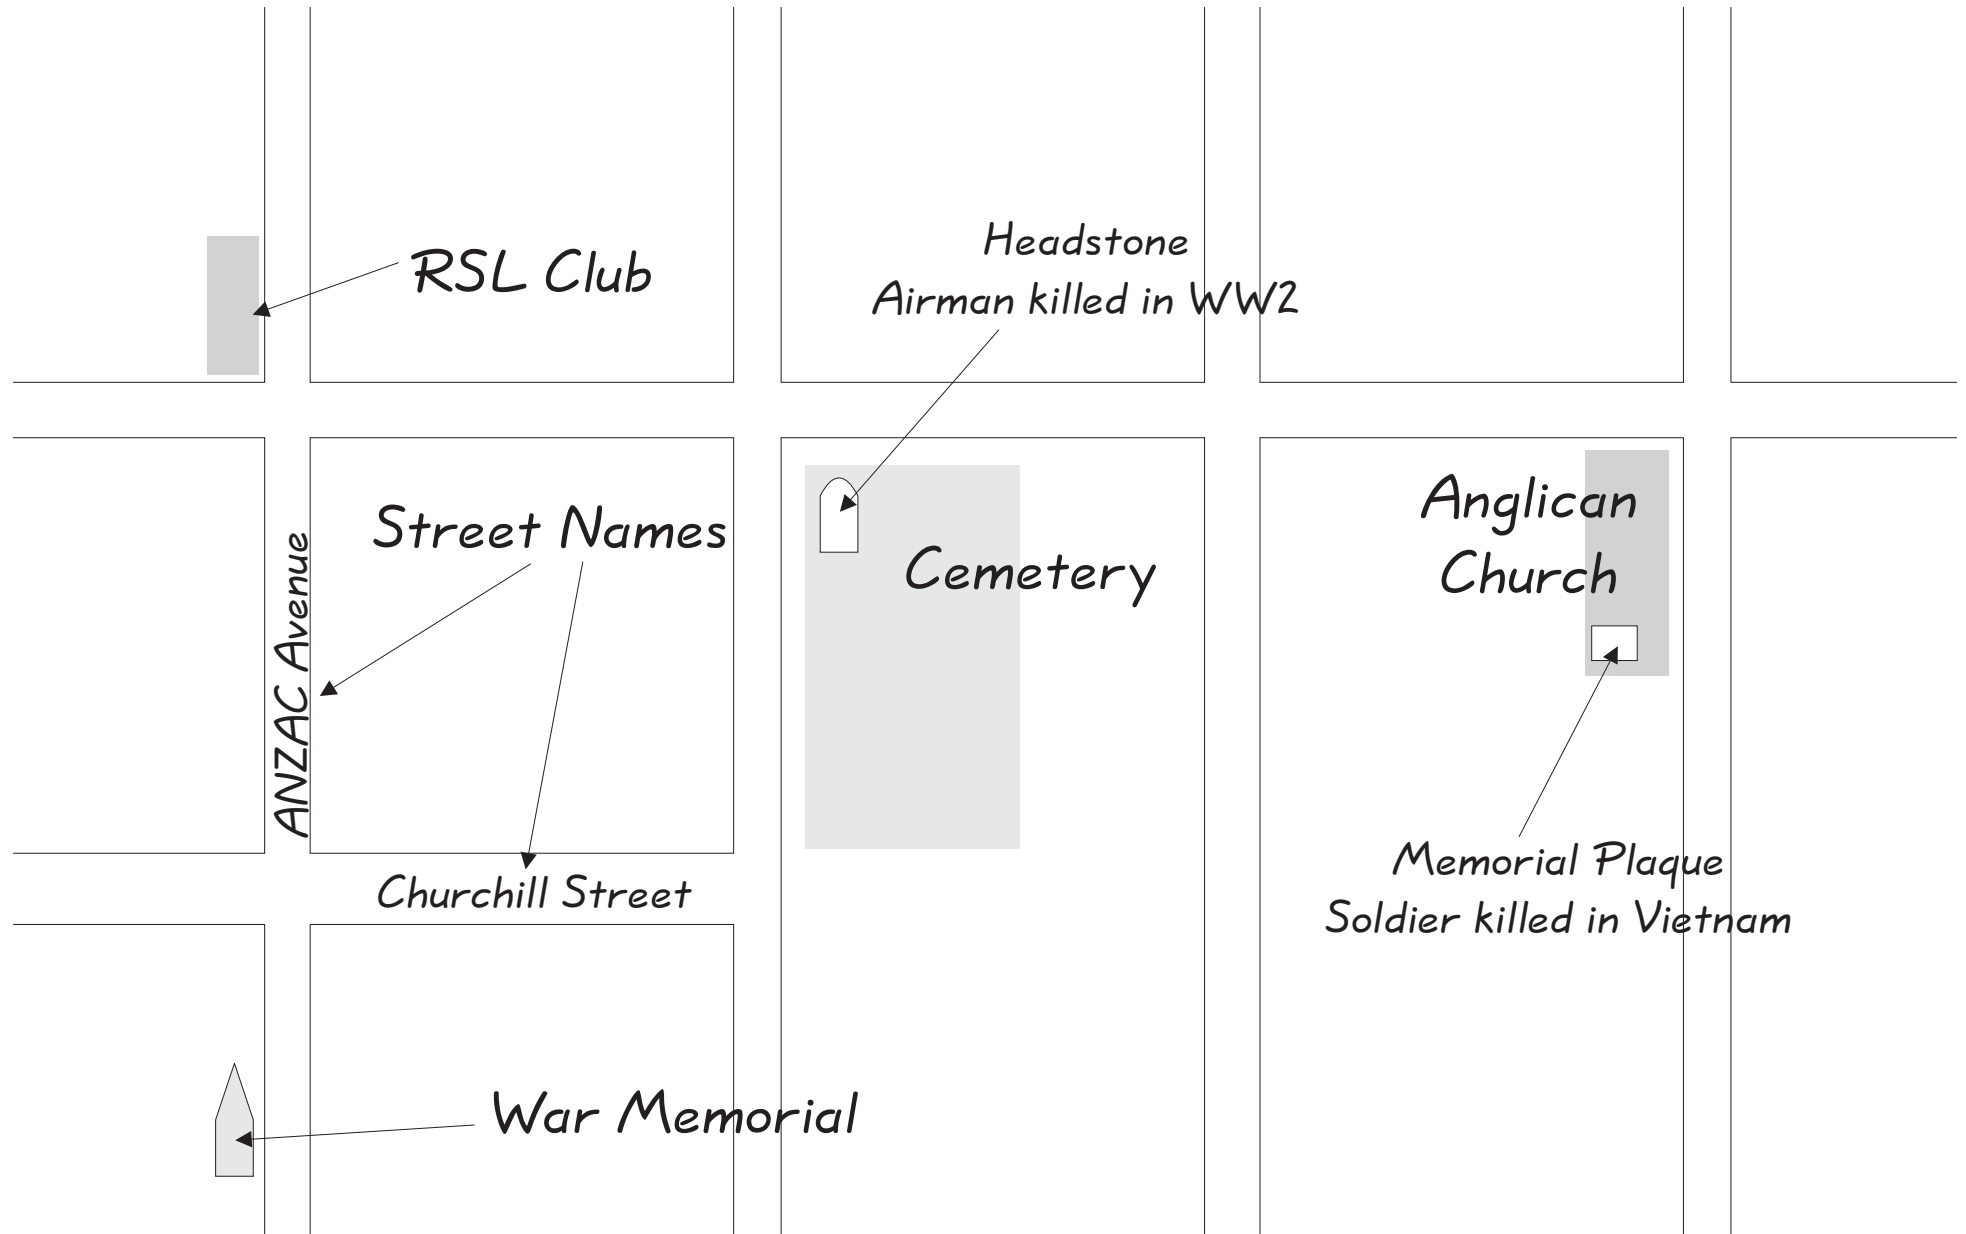 Headstone
Airman killed in WW2
RSL Club
Street Names
Anglican
Church
Cemetery
ANZAC Avenue
Memorial Plaque
Soldier killed in Vietnam
Churchill Street
War Memorial